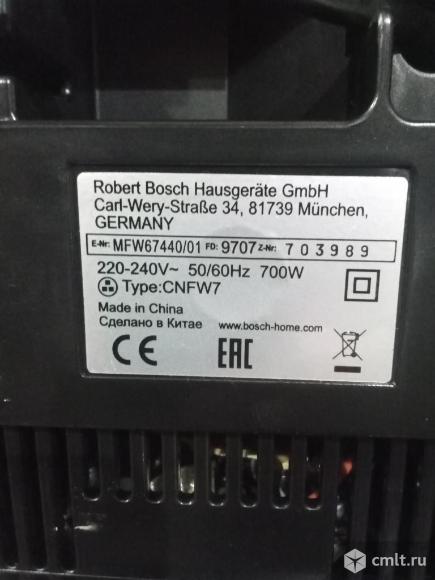 Robert Bosch Hausgeräte GmbH
Carl-Wery-Straße 34, 81739 München,
GERMANY
E-Nr: MFW67440/01 FD: 9707 Z-Nr: 703989
220-240V~ 50/60Hz 700W
Type:CNFW7
Made in China
Сделано в Китае www.bosch-home.com
CE EAC
cmlt.ru